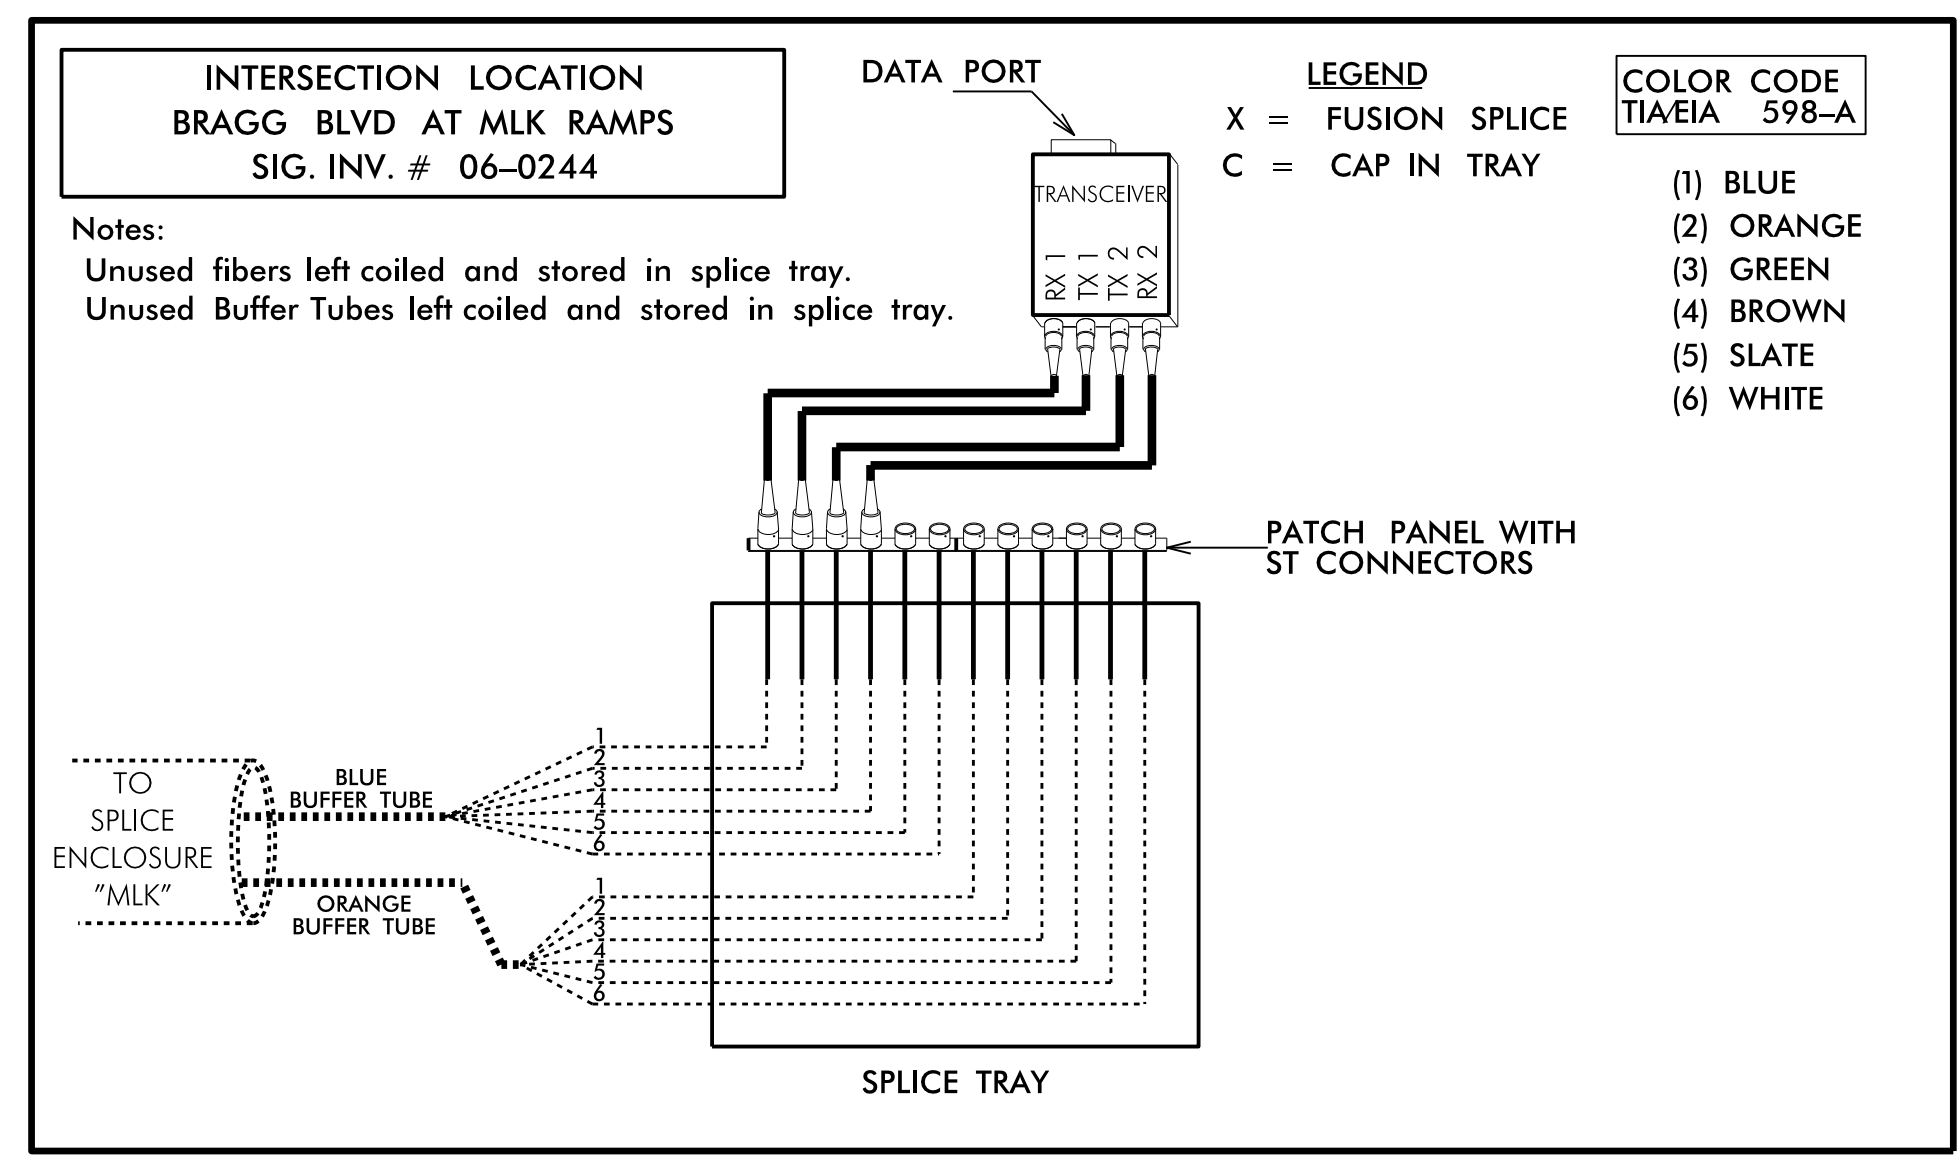 INTERSECTION LOCATION
BRAGG BLVD AT MLK RAMPS
SIG. INV. # 06–0244
Notes:
Unused fibers left coiled and stored in splice tray.
Unused Buffer Tubes left coiled and stored in splice tray.
DATA PORT
TRANSCEIVER
RX 1
TX 1
TX 2
RX 2
LEGEND
X = FUSION SPLICE
C = CAP IN TRAY
COLOR CODE
TIA/EIA 598–A
(1) BLUE
(2) ORANGE
(3) GREEN
(4) BROWN
(5) SLATE
(6) WHITE
PATCH PANEL WITH
ST CONNECTORS
TO
SPLICE
ENCLOSURE
"MLK"
BLUE
BUFFER TUBE
1
2
3
4
5
6
ORANGE
BUFFER TUBE
1
2
3
4
5
6
SPLICE TRAY